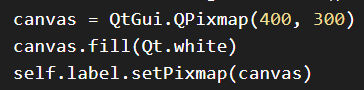 canvas = QtGui.QPixmap(400, 300)
canvas.fill(Qt.white)
self.label.setPixmap(canvas)